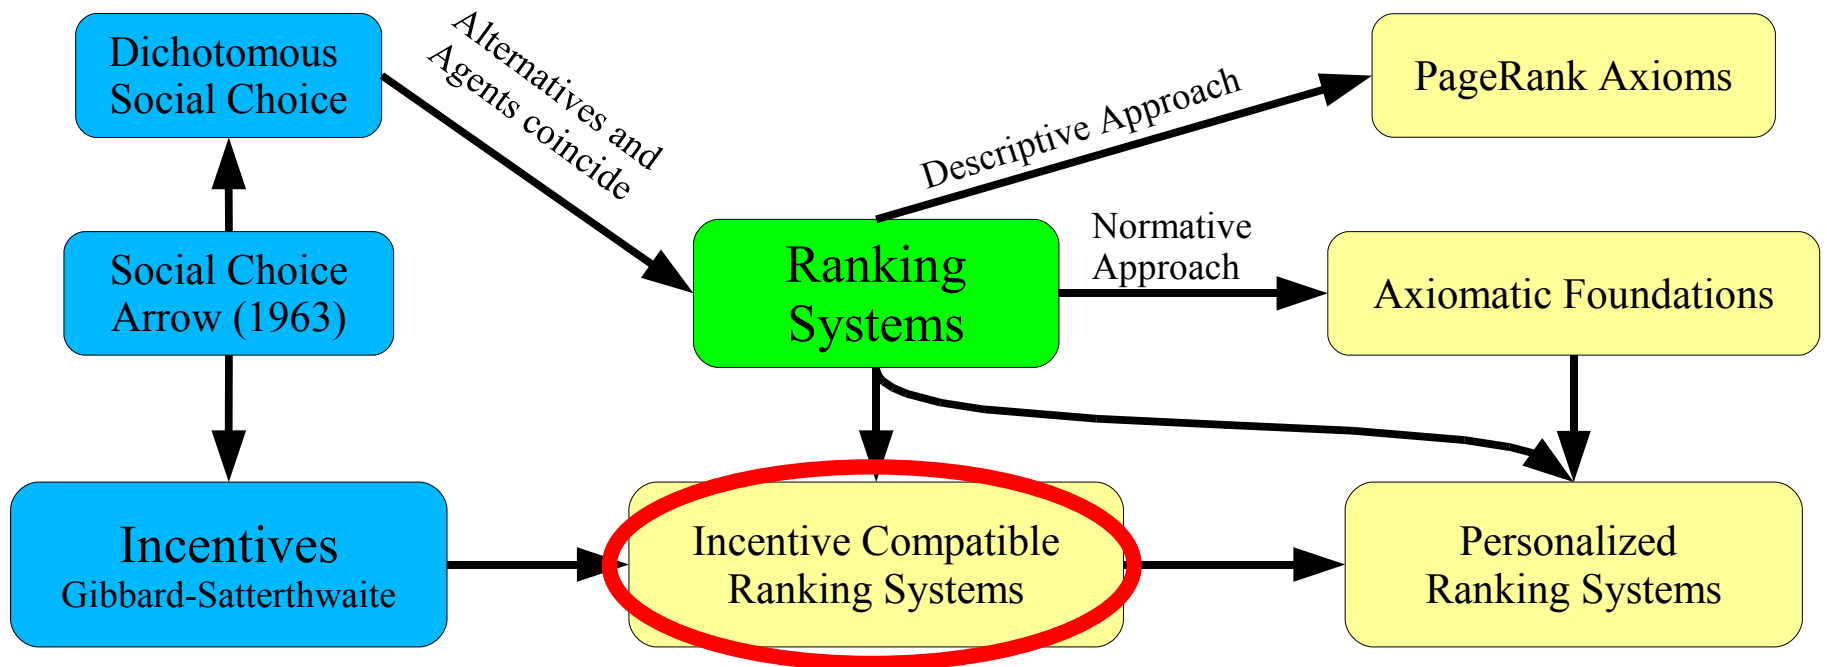 Dichotomous
Social Choice
Alternatives and
Agents coincide
Descriptive Approach
PageRank Axioms
Social Choice
Arrow (1963)
Ranking
Systems
Normative
Approach
Axiomatic Foundations
Incentives
Gibbard-Satterthwaite
Incentive Compatible
Ranking Systems
Personalized
Ranking Systems